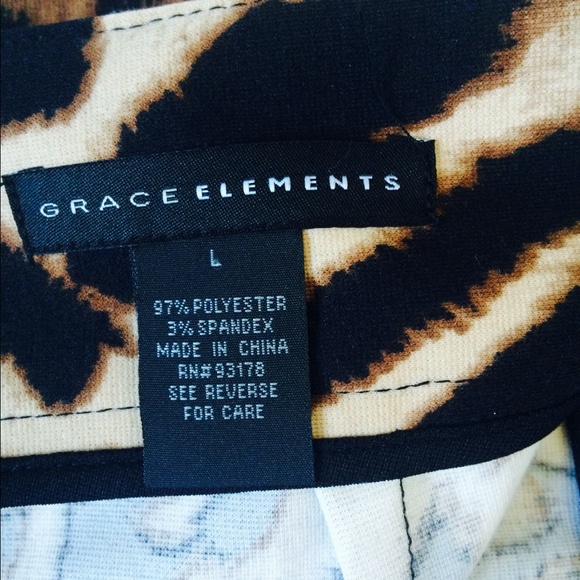 GRACE ELEMENTS
L
97% POLYESTER
3% SPANDEX
MADE IN CHINA
RN# 93178
SEE REVERSE
FOR CARE